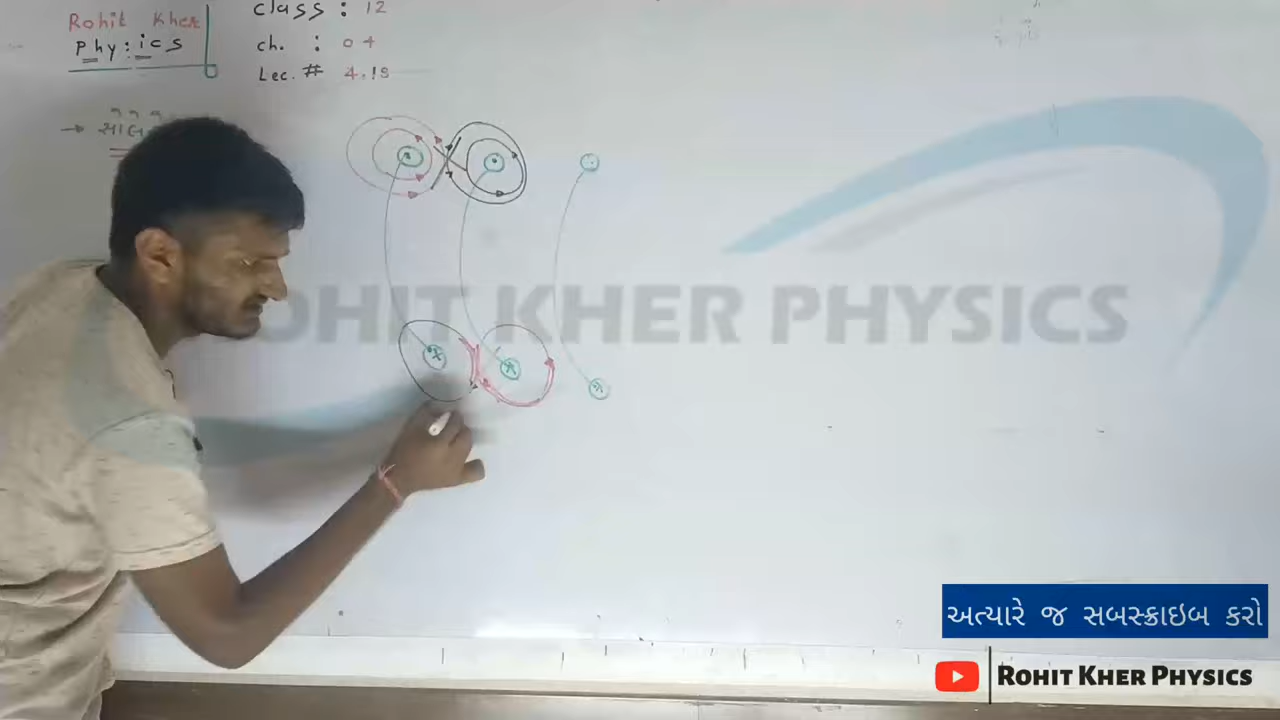 Rohit Kher
Physics
class : 12
ch. : 04
Lec. # 4.19
ROHIT KHER PHYSICS
અત્યારે જ સબસ્ક્રાઇબ કરો
ROHIT KHER PHYSICS